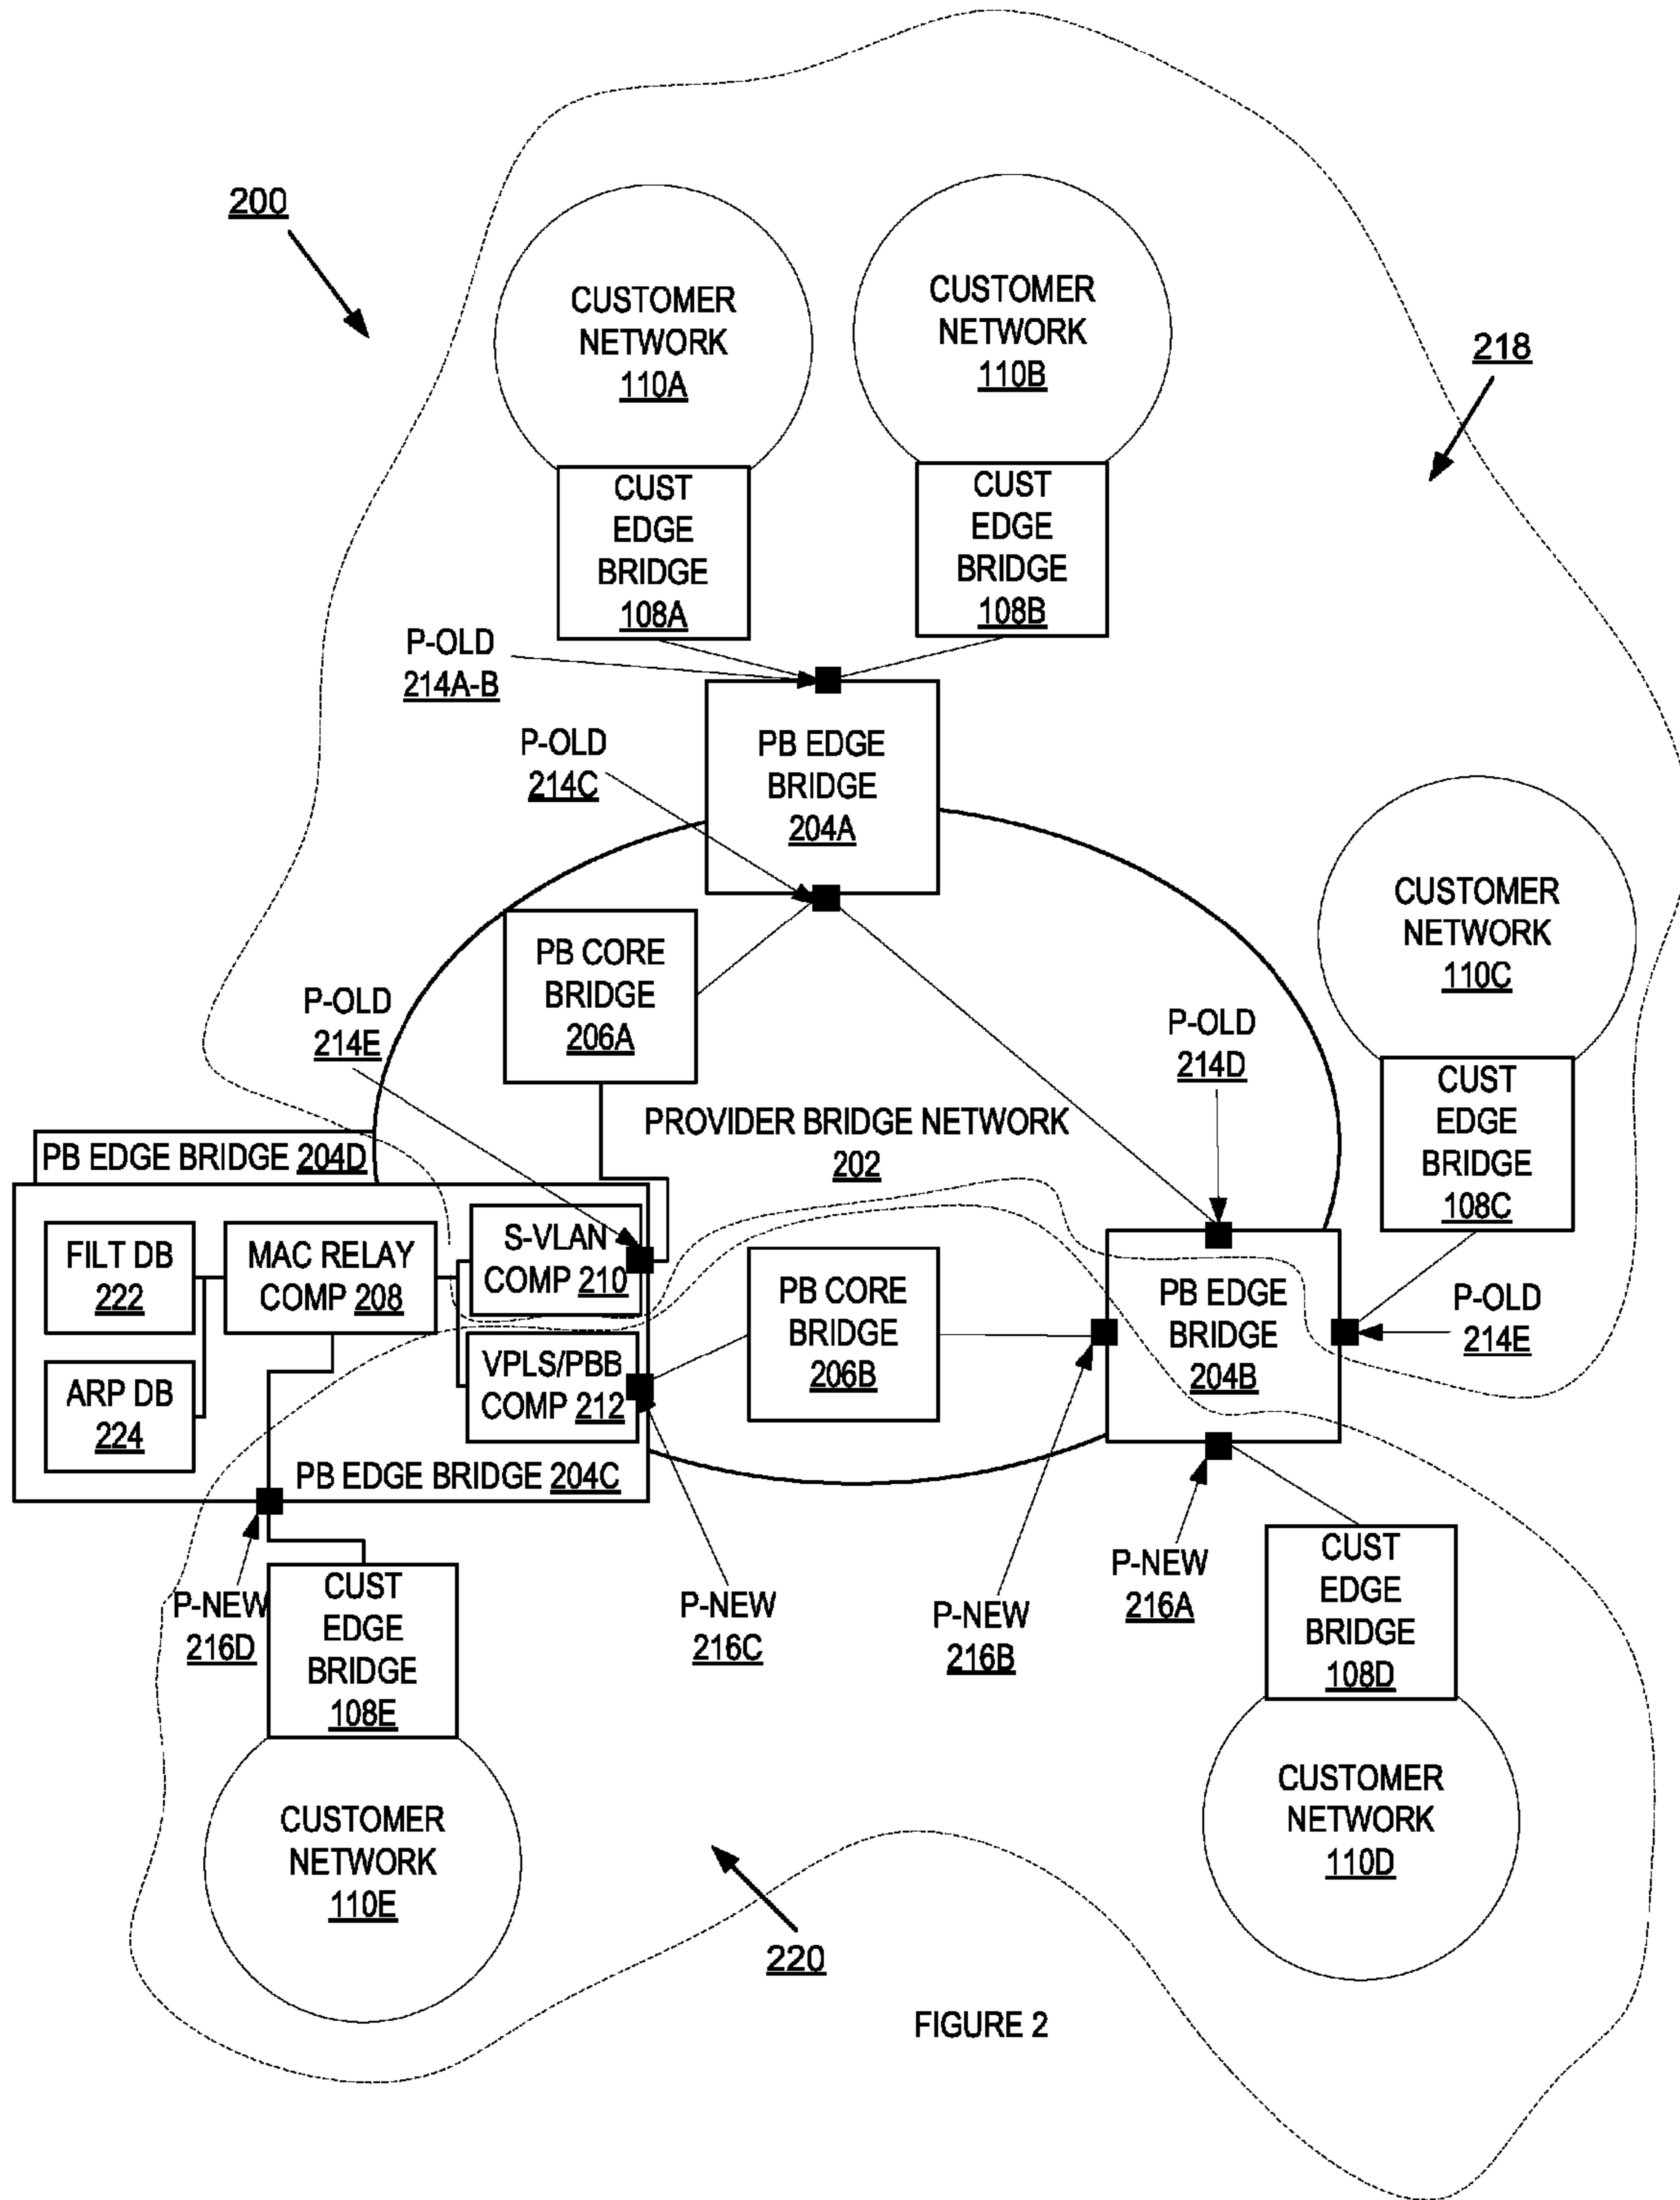 200
CUSTOMER
NETWORK
110A
CUSTOMER
NETWORK
110B
218
CUST
EDGE
BRIDGE
108A
CUST
EDGE
BRIDGE
108B
P-OLD
214A-B
P-OLD
214C
PB EDGE
BRIDGE
204A
CUSTOMER
NETWORK
110C
PB CORE
BRIDGE
206A
P-OLD
214E
P-OLD
214D
CUST
EDGE
BRIDGE
108C
PROVIDER BRIDGE NETWORK
202
PB EDGE BRIDGE 204D
FILT DB
222
MAC RELAY
COMP 208
S-VLAN
COMP 210
ARP DB
224
VPLS/PBB
COMP 212
PB EDGE BRIDGE 204C
PB CORE
BRIDGE
206B
PB EDGE
BRIDGE
204B
P-OLD
214E
P-NEW
216D
CUST
EDGE
BRIDGE
108E
P-NEW
216C
P-NEW
216B
P-NEW
216A
CUST
EDGE
BRIDGE
108D
CUSTOMER
NETWORK
110E
CUSTOMER
NETWORK
110D
220
FIGURE 2